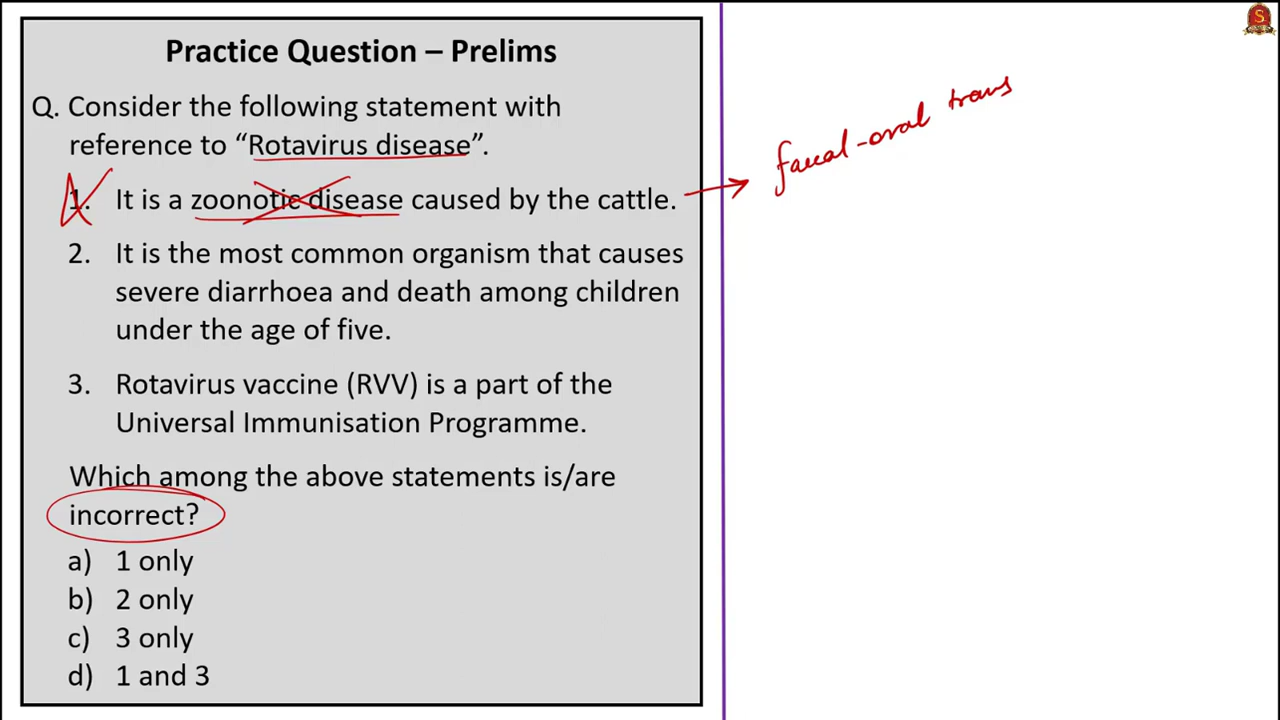 Practice Question – Prelims
Q. Consider the following statement with
reference to “Rotavirus disease”.
1. It is a zoonotic disease caused by the cattle.
2. It is the most common organism that causes
severe diarrhoea and death among children
under the age of five.
3. Rotavirus vaccine (RVV) is a part of the
Universal Immunisation Programme.
Which among the above statements is/are
incorrect?
a) 1 only
b) 2 only
c) 3 only
d) 1 and 3
faecal-oral trans